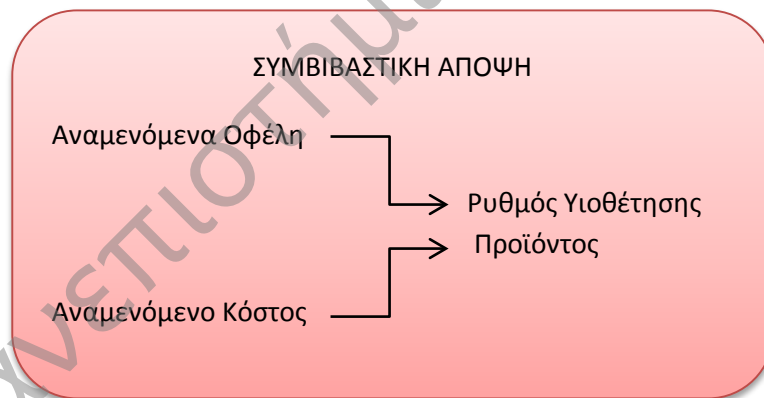 ΣΥΜΒΙΒΑΣΤΙΚΗ ΑΠΟΨΗ
Αναμενόμενα Οφέλη
Ρυθμός Υιοθέτησης
Προϊόντος
Αναμενόμενο Κόστος